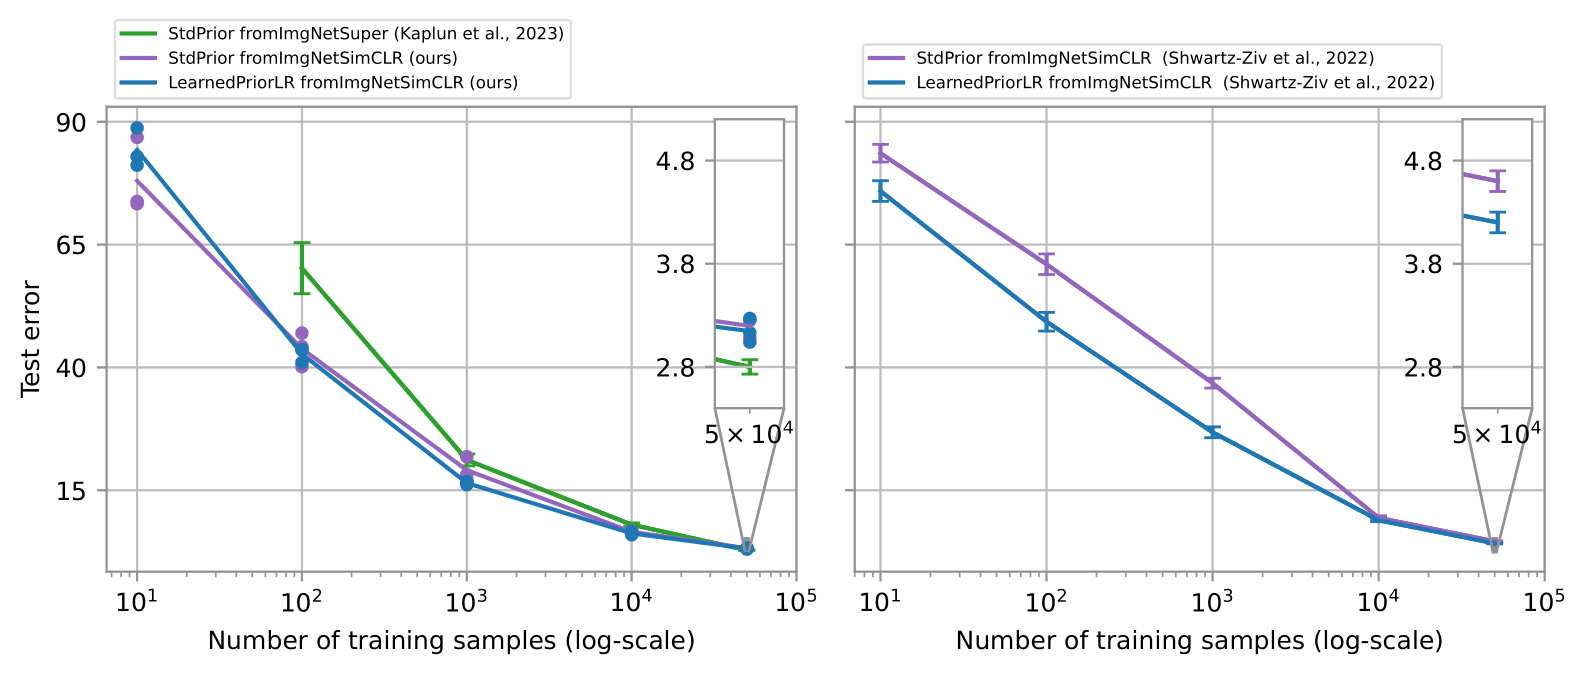 StdPrior fromImgNetSuper (Kaplun et al., 2023)
StdPrior fromImgNetSimCLR (ours)
LearnedPriorLR fromImgNetSimCLR (ours)
StdPrior fromImgNetSimCLR (Shwartz-Ziv et al., 2022)
LearnedPriorLR fromImgNetSimCLR (Shwartz-Ziv et al., 2022)
90
65
40
15
Test error
4.8
3.8
2.8
5 × 10⁴
10¹
10²
10³
10⁴
10⁵
Number of training samples (log-scale)
4.8
3.8
2.8
5 × 10⁴
10¹
10²
10³
10⁴
10⁵
Number of training samples (log-scale)